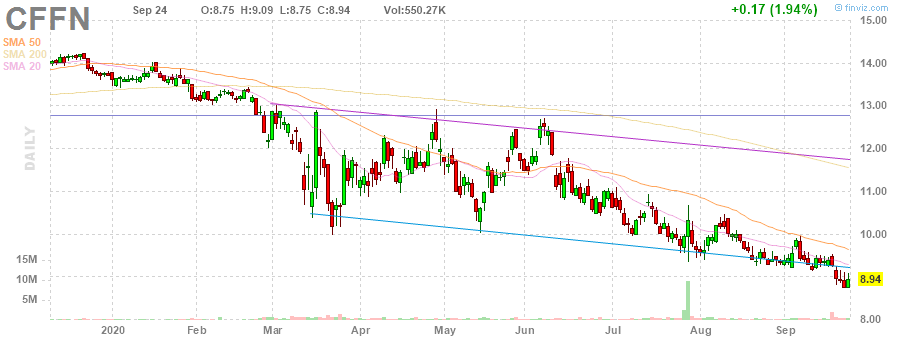 CFFN
Sep 24 O:8.75 H:9.09 L:8.75 C:8.94 Vol:550.27K +0.17 (1.94%)
© finviz.com
SMA 50
SMA 200
SMA 20
DAILY
15.00
14.00
13.00
12.00
11.00
10.00
8.94
8.00
15M
10M
5M
2020 Feb Mar Apr May Jun Jul Aug Sep